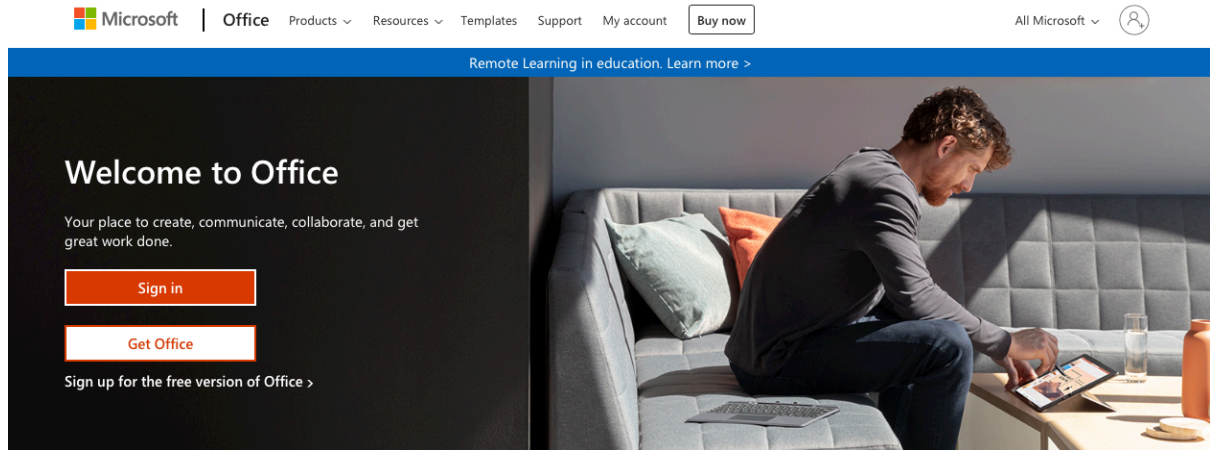 Microsoft | Office Products Resources Templates Support My account Buy now All Microsoft
Remote Learning in education. Learn more >
Welcome to Office
Your place to create, communicate, collaborate, and get
great work done.
Sign in
Get Office
Sign up for the free version of Office >